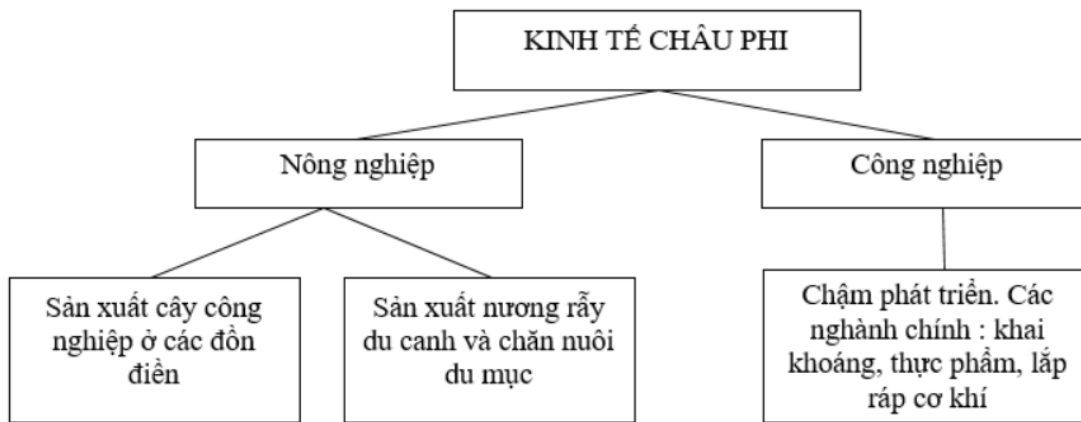 KINH TẾ CHÂU PHI
Nông nghiệp
Công nghiệp
Sản xuất cây công
nghiệp ở các đồn
điền
Sản xuất nương rẫy
du canh và chăn nuôi
du mục
Chậm phát triển. Các
nghành chính : khai
khoáng, thực phẩm, lắp
ráp cơ khí